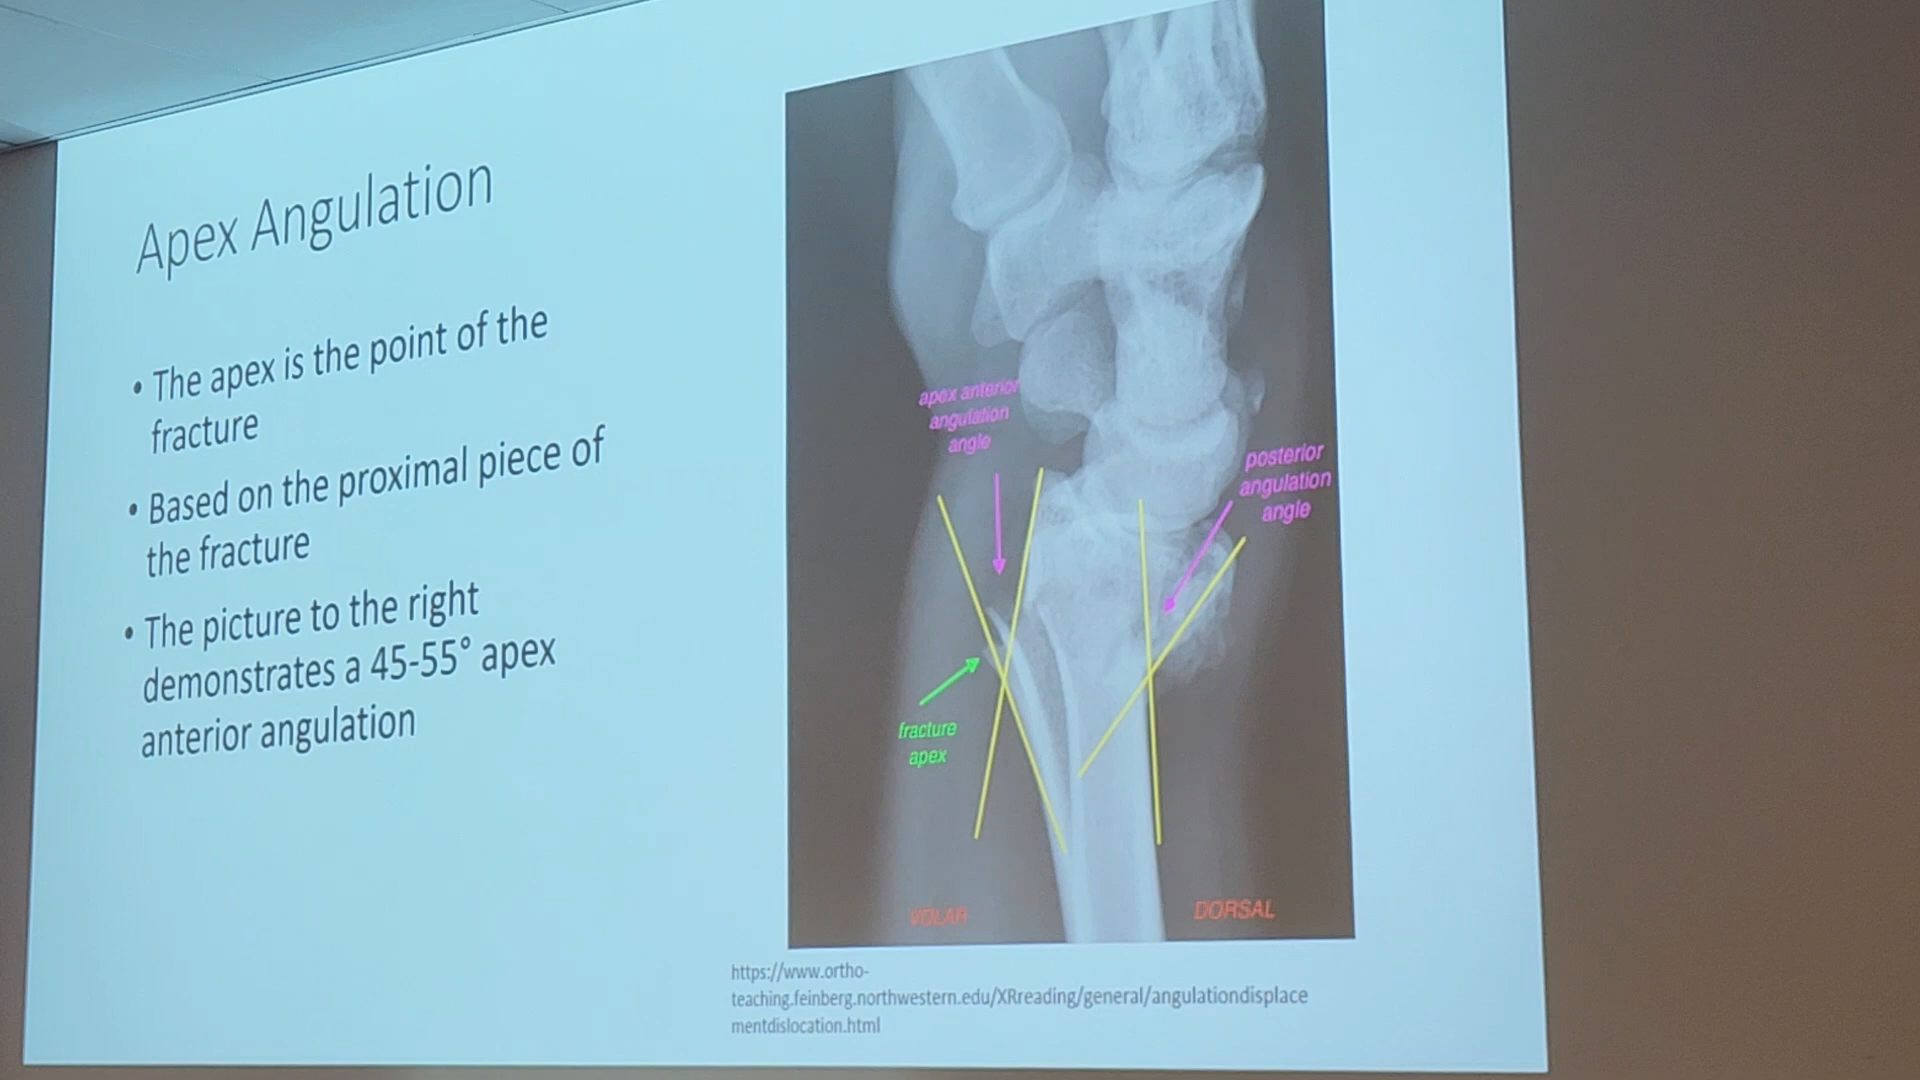 Apex Angulation
• The apex is the point of the
fracture
• Based on the proximal piece of
the fracture
• The picture to the right
demonstrates a 45-55° apex
anterior angulation
apex anterior
angulation
angle
posterior
angulation
angle
fracture
apex
VOLAR
DORSAL
https://www.ortho-
teaching.feinberg.northwestern.edu/XRreading/general/angulationdisplace
mentdislocation.html